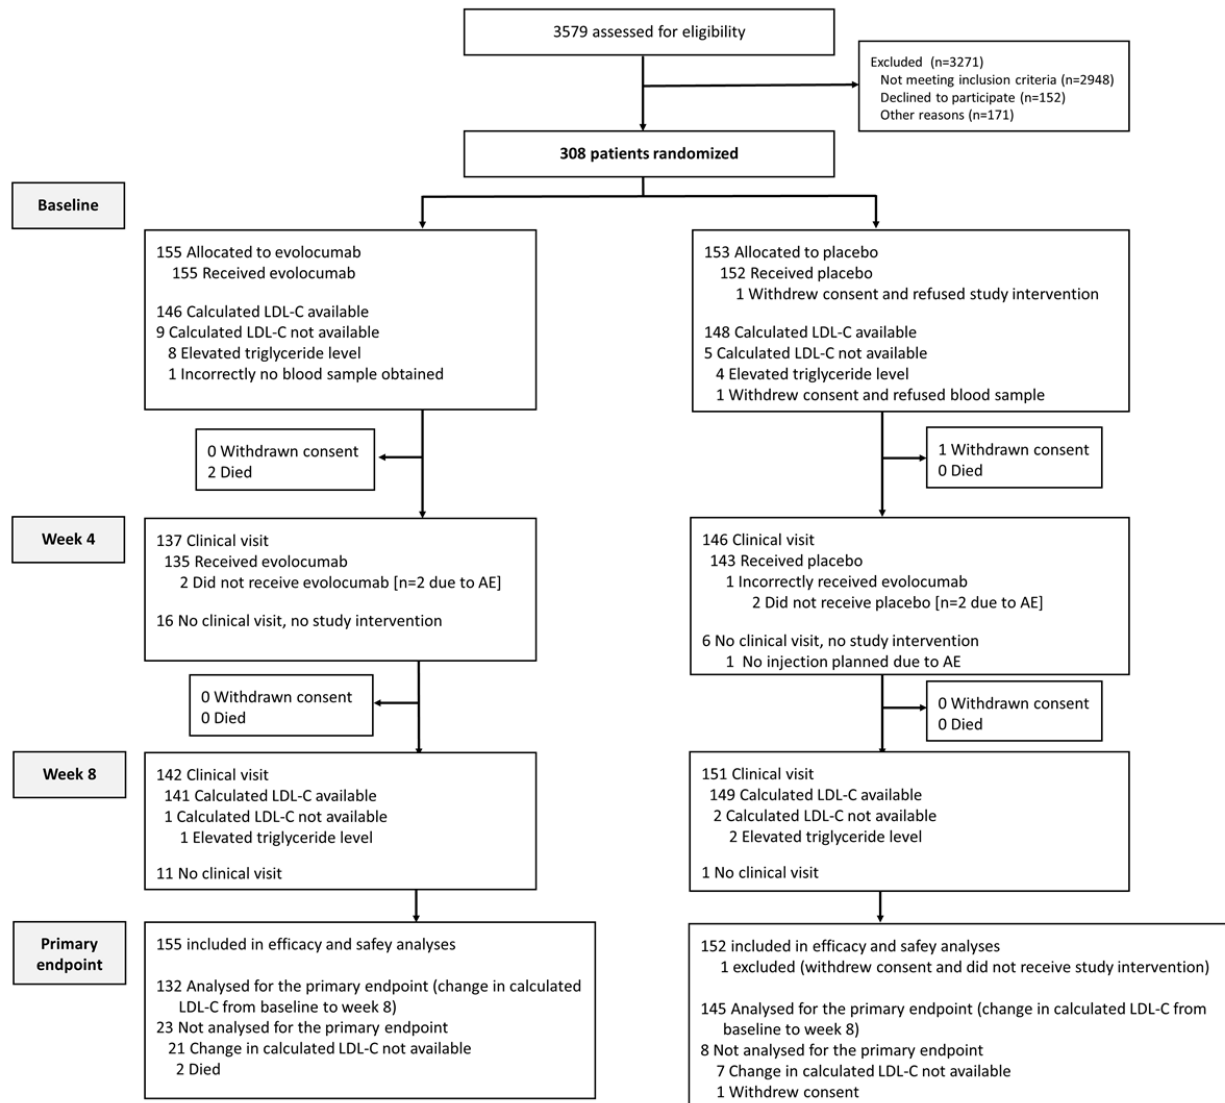 3579 assessed for eligibility
Excluded (n=3271)
Not meeting inclusion criteria (n=2948)
Declined to participate (n=152)
Other reasons (n=171)
308 patients randomized
Baseline
155 Allocated to evolocumab
155 Received evolocumab
146 Calculated LDL-C available
9 Calculated LDL-C not available
8 Elevated triglyceride level
1 Incorrectly no blood sample obtained
153 Allocated to placebo
152 Received placebo
1 Withdrew consent and refused study intervention
148 Calculated LDL-C available
5 Calculated LDL-C not available
4 Elevated triglyceride level
1 Withdrew consent and refused blood sample
0 Withdrawn consent
2 Died
1 Withdrawn consent
0 Died
Week 4
137 Clinical visit
135 Received evolocumab
2 Did not receive evolocumab [n=2 due to AE]
16 No clinical visit, no study intervention
146 Clinical visit
143 Received placebo
1 Incorrectly received evolocumab
2 Did not receive placebo [n=2 due to AE]
6 No clinical visit, no study intervention
1 No injection planned due to AE
0 Withdrawn consent
0 Died
0 Withdrawn consent
0 Died
Week 8
142 Clinical visit
141 Calculated LDL-C available
1 Calculated LDL-C not available
1 Elevated triglyceride level
11 No clinical visit
151 Clinical visit
149 Calculated LDL-C available
2 Calculated LDL-C not available
2 Elevated triglyceride level
1 No clinical visit
Primary
endpoint
155 included in efficacy and safey analyses
132 Analysed for the primary endpoint (change in calculated
LDL-C from baseline to week 8)
23 Not analysed for the primary endpoint
21 Change in calculated LDL-C not available
2 Died
152 included in efficacy and safey analyses
1 excluded (withdrew consent and did not receive study intervention)
145 Analysed for the primary endpoint (change in calculated LDL-C from
baseline to week 8)
8 Not analysed for the primary endpoint
7 Change in calculated LDL-C not available
1 Withdrew consent